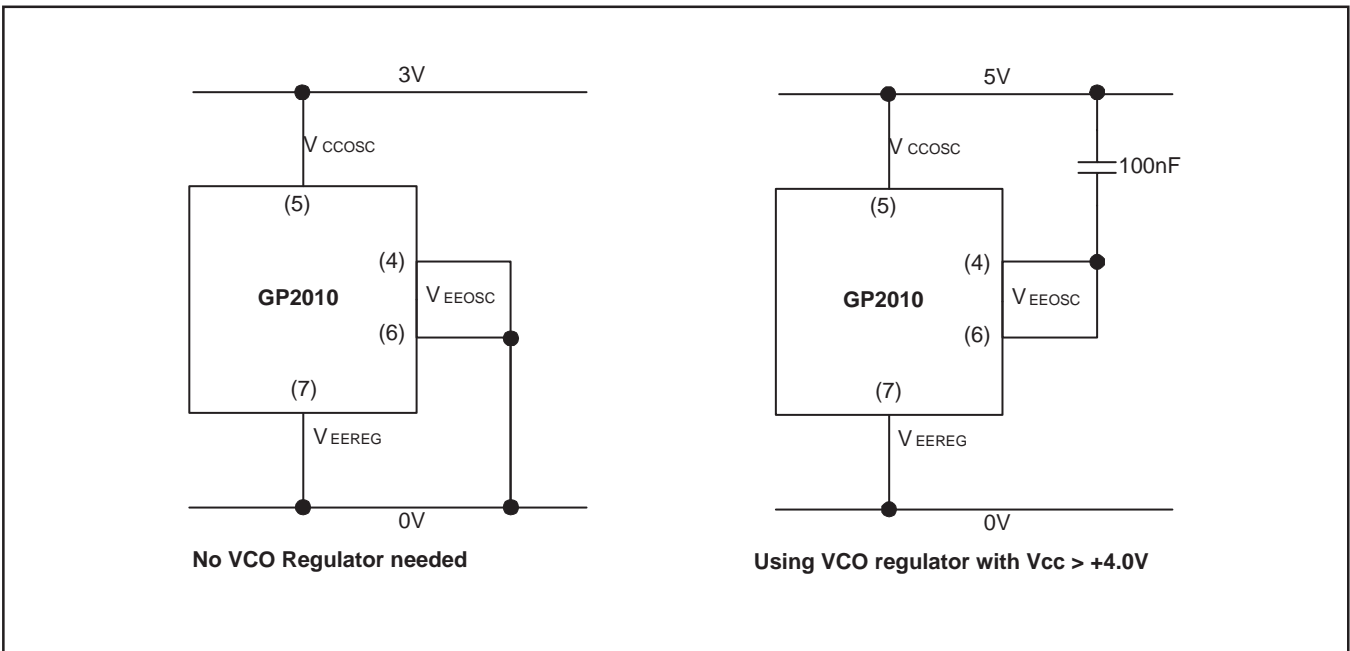 3V
V CCOSC
(5)
(4)
GP2010
V EEOSC
(6)
(7)
V EEREG
0V
No VCO Regulator needed
5V
V CCOSC
100nF
(5)
(4)
GP2010
V EEOSC
(6)
(7)
V EEREG
0V
Using VCO regulator with Vcc > +4.0V